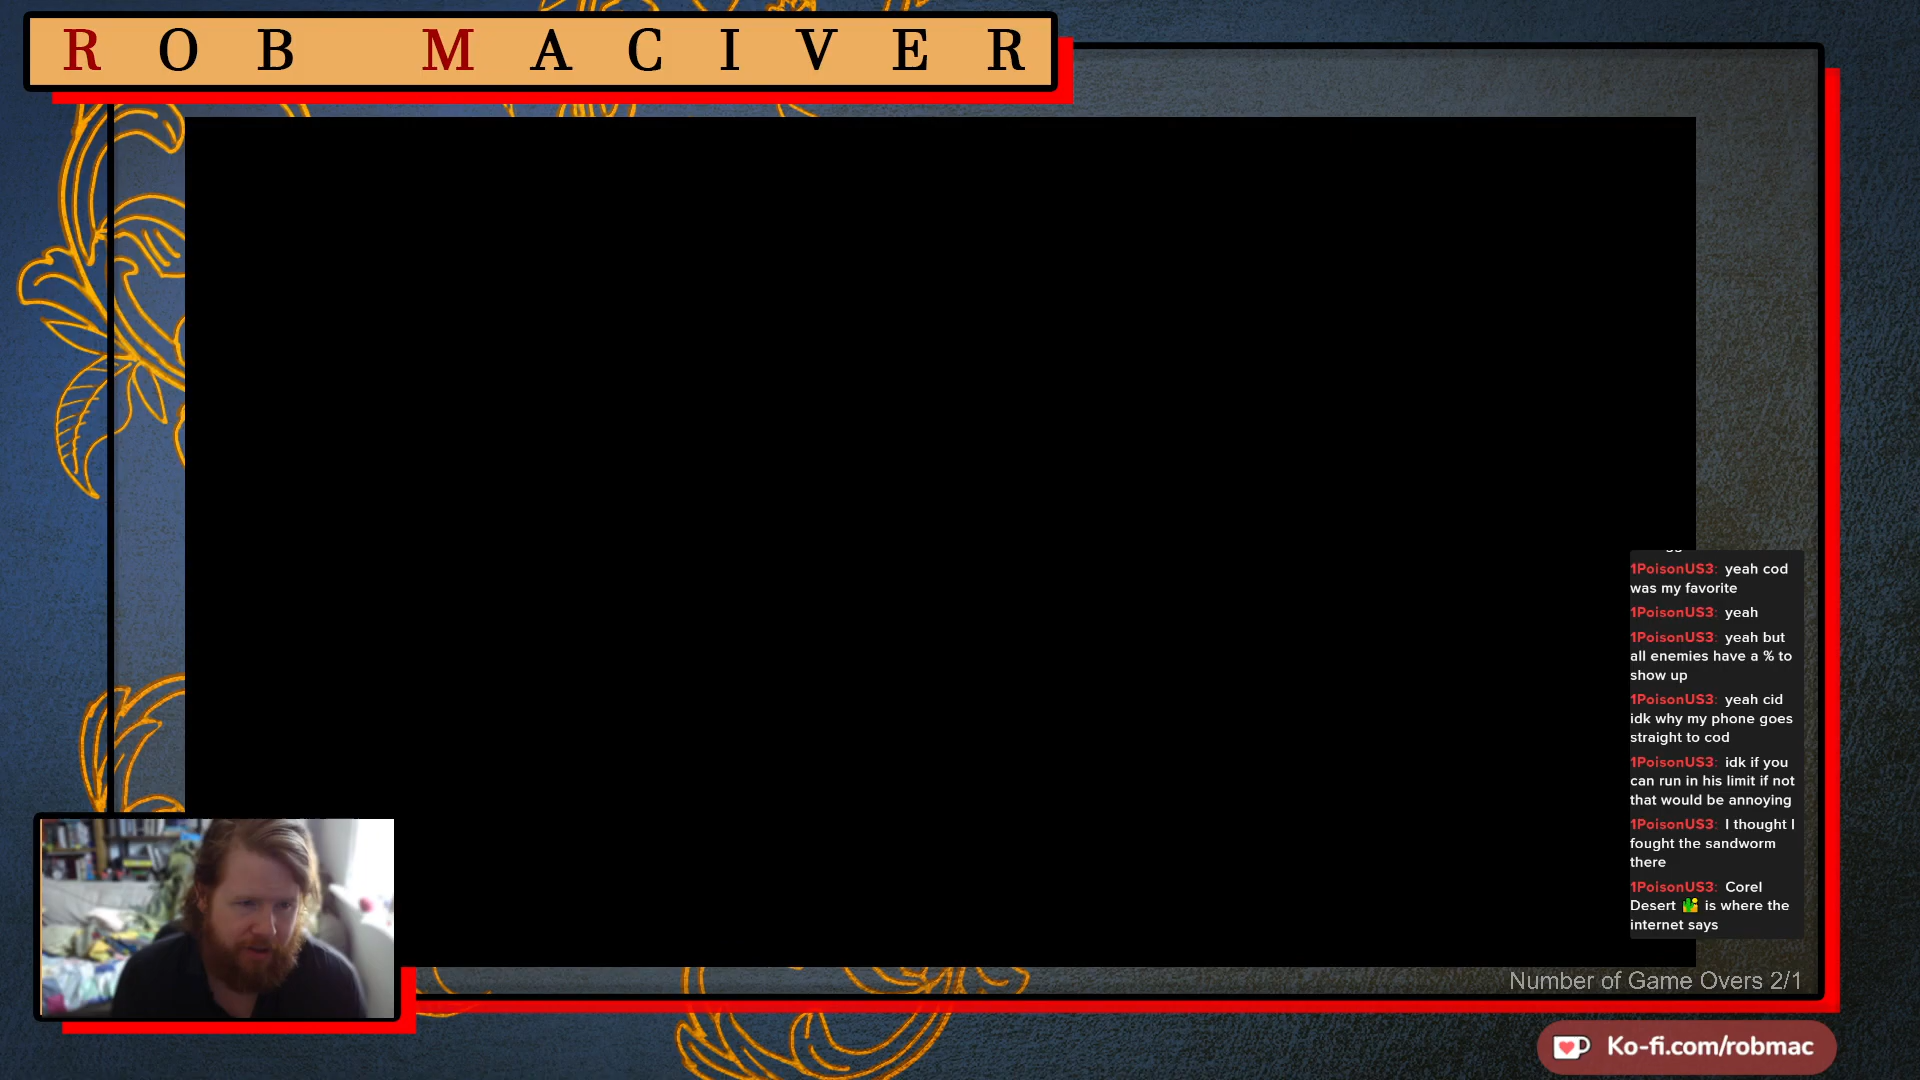 ROB MACIVER
1PoisonUS3: yeah cod
was my favorite
1PoisonUS3: yeah
1PoisonUS3: yeah but
all enemies have a % to
show up
1PoisonUS3: yeah cid
idk why my phone goes
straight to cod
1PoisonUS3: idk if you
can run in his limit if not
that would be annoying
1PoisonUS3: I thought I
fought the sandworm
there
1PoisonUS3: Corel
Desert 🌵 is where the
internet says
Number of Game Overs 2/1
Ko-fi.com/robmac